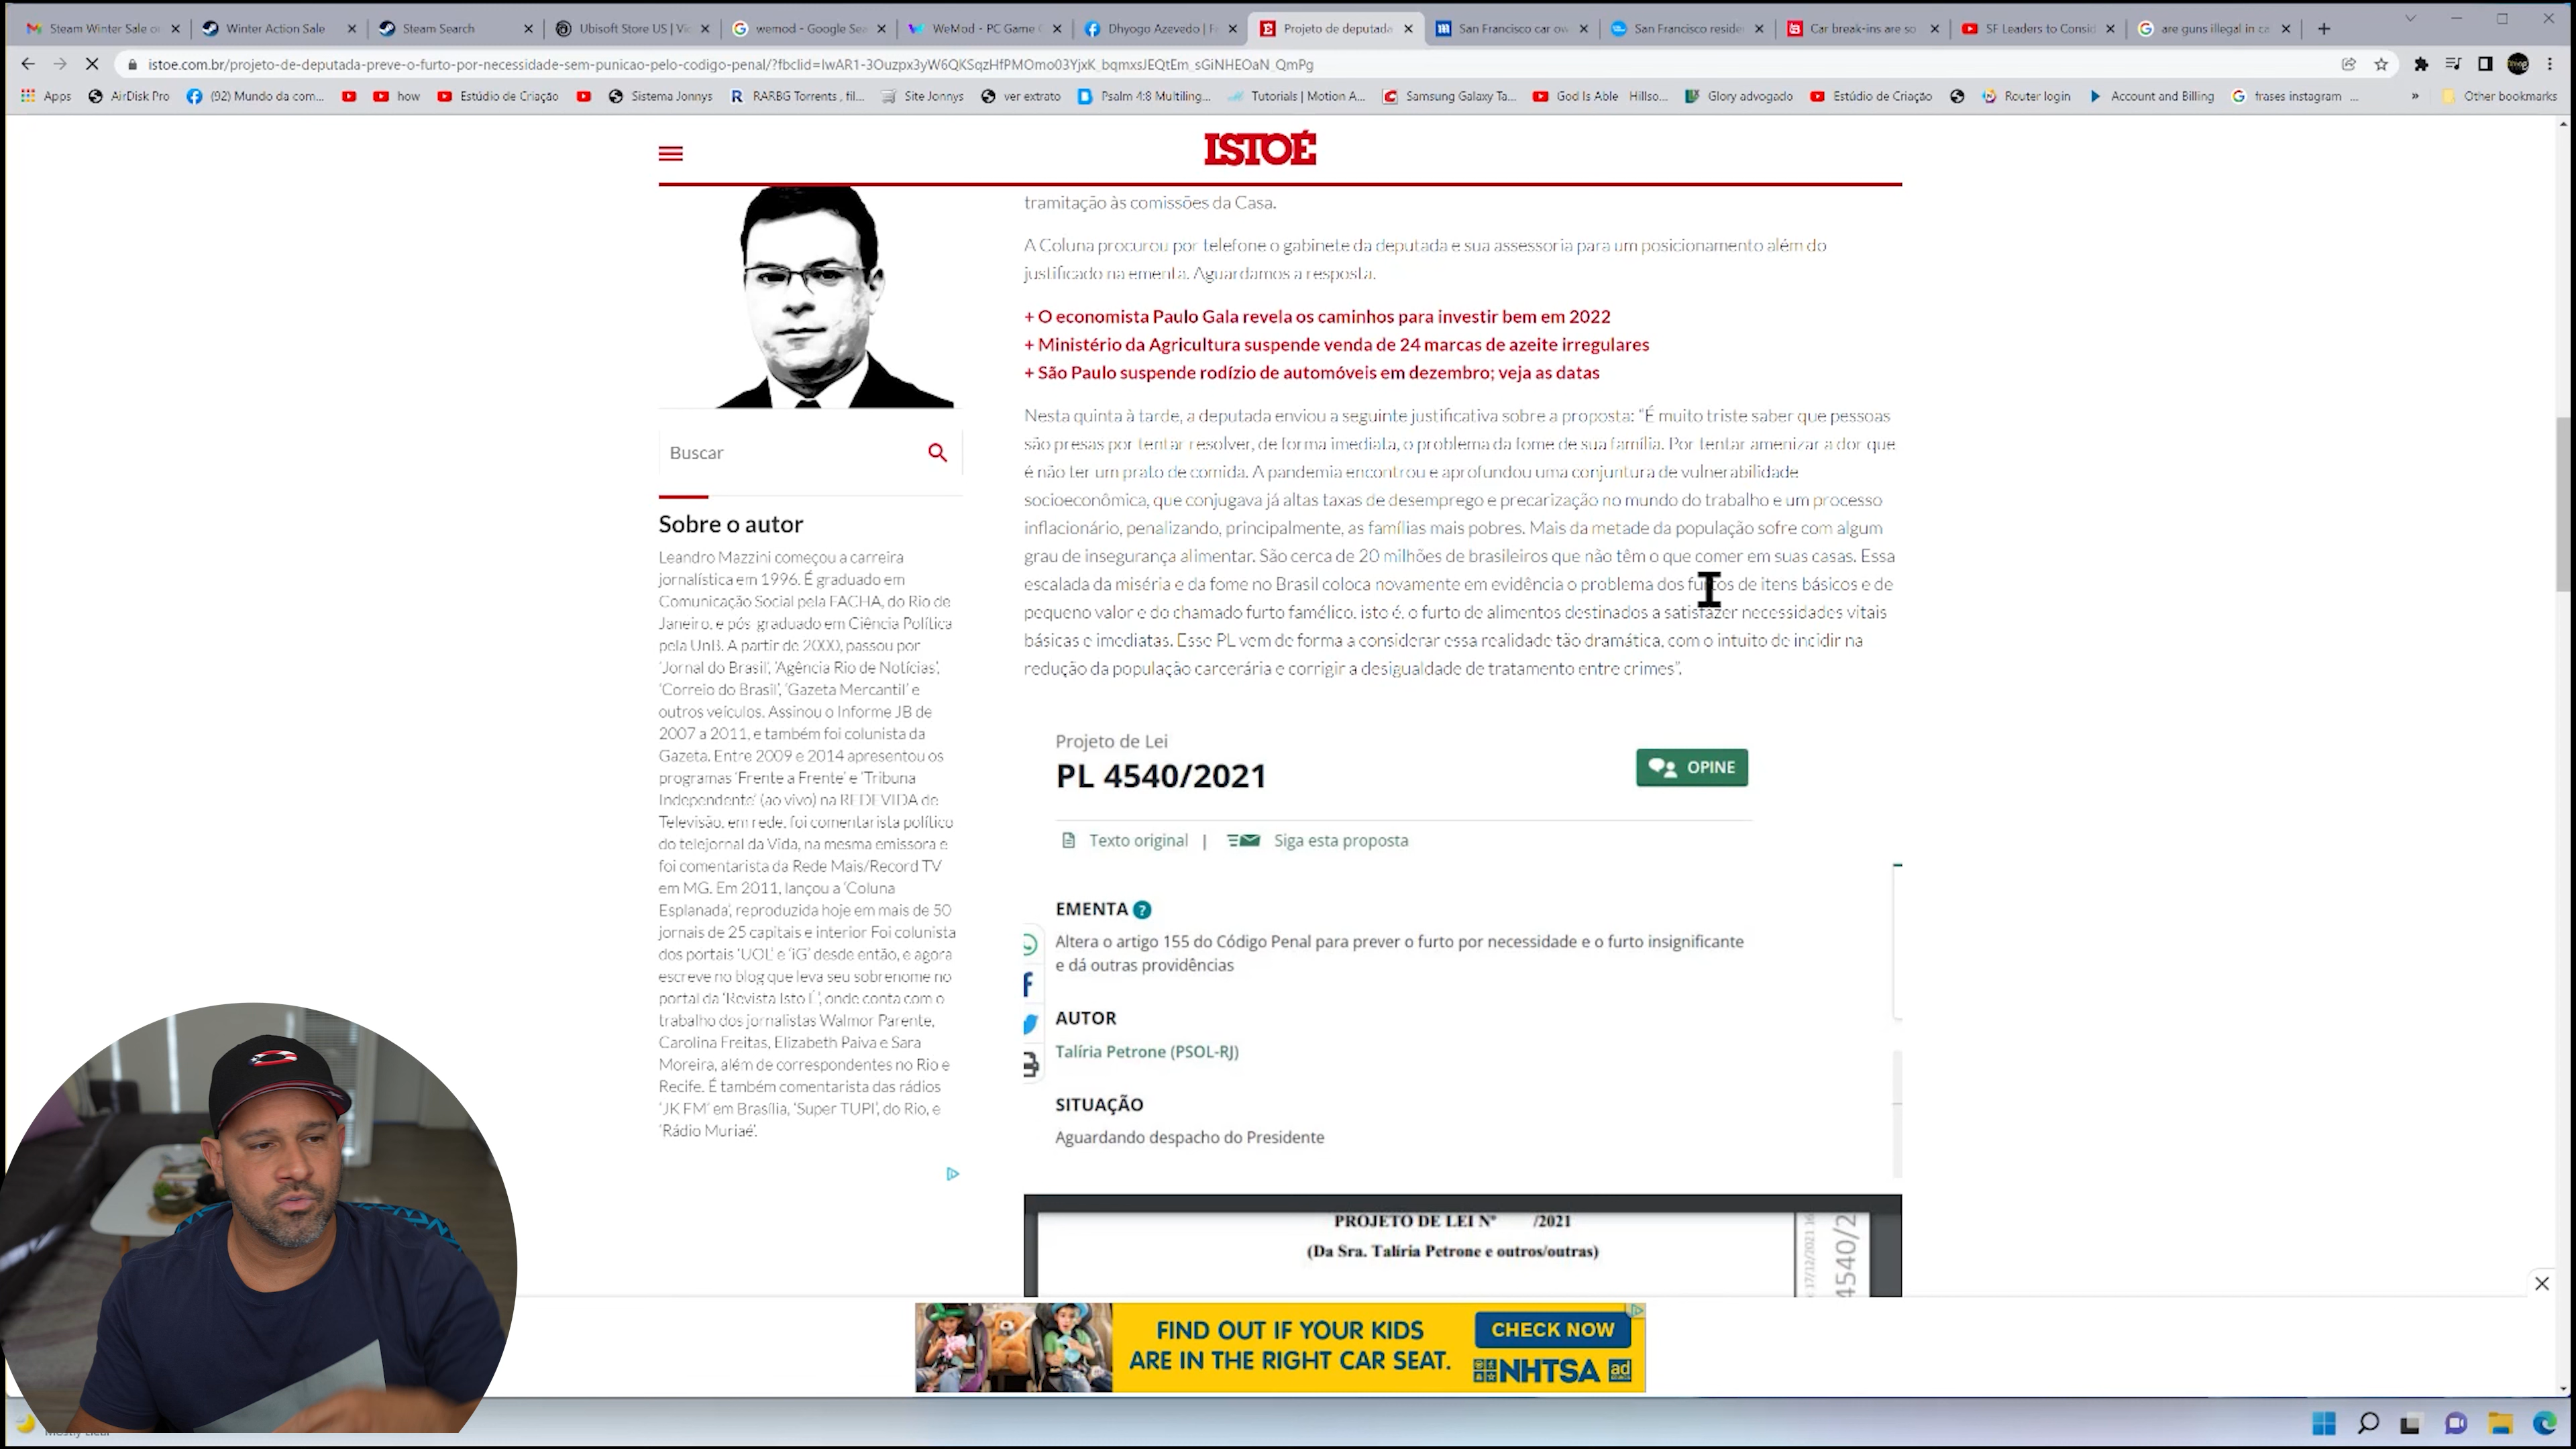 Steam Winter Sale o
Winter Action Sale
Steam Search
Ubisoft Store US | Vi
wemod - Google Sea
WeMod - PC Game
Dhyogo Azevedo | F
Projeto de deputada
San Francisco car ow
San Francisco reside
Car break-ins are so
SF Leaders to Consid
are guns illegal in ca
istoe.com.br/projeto-de-deputada-preve-o-furto-por-necessidade-sem-punicao-pelo-codigo-penal/?fbclid=IwAR1-3Ouzpx3yW6QKSqzHfPMOmo03YjxK_bqmxsJEQtEm_sGiNHEOaN_QmPg
Apps
AirDisk Pro
(92) Mundo da com...
how
Estúdio de Criação
Sistema Jonnys
RARBG Torrents , fil...
Site Jonnys
ver extrato
Psalm 4:8 Multiling...
Tutorials | Motion A...
Samsung Galaxy Ta...
God Is Able Hillso...
Glory advogado
Estúdio de Criação
Router login
Account and Billing
frases instagram ...
»
Other bookmarks
ISTOÉ
tramitação às comissões da Casa.
A Coluna procurou por telefone o gabinete da deputada e sua assessoria para um posicionamento além do
justificado na ementa. Aguardamos a resposta.
+ O economista Paulo Gala revela os caminhos para investir bem em 2022
+ Ministério da Agricultura suspende venda de 24 marcas de azeite irregulares
+ São Paulo suspende rodízio de automóveis em dezembro; veja as datas
Nesta quinta à tarde, a deputada enviou a seguinte justificativa sobre a proposta: "É muito triste saber que pessoas
são presas por tentar resolver, de forma imediata, o problema da fome de sua família. Por tentar amenizar a dor que
é não ter um prato de comida. A pandemia encontrou e aprofundou uma conjuntura de vulnerabilidade
socioeconômica, que conjugava já altas taxas de desemprego e precarização no mundo do trabalho e um processo
inflacionário, penalizando, principalmente, as famílias mais pobres. Mais da metade da população sofre com algum
grau de insegurança alimentar. São cerca de 20 milhões de brasileiros que não têm o que comer em suas casas. Essa
escalada da miséria e da fome no Brasil coloca novamente em evidência o problema dos furtos de itens básicos e de
pequeno valor e do chamado furto famélico, isto é, o furto de alimentos destinados a satisfazer necessidades vitais
básicas e imediatas. Esse PL vem de forma a considerar essa realidade tão dramática, com o intuito de incidir na
redução da população carcerária e corrigir a desigualdade de tratamento entre crimes".
Buscar
Sobre o autor
Leandro Mazzini começou a carreira
jornalística em 1996. É graduado em
Comunicação Social pela FACHA, do Rio de
Janeiro, e pós graduado em Ciência Política
pela UnB. A partir de 2000, passou por
'Jornal do Brasil', 'Agência Rio de Notícias',
'Correio do Brasil', 'Gazeta Mercantil' e
outros veículos. Assinou o Informe JB de
2007 a 2011, e também foi colunista da
Gazeta. Entre 2009 e 2014 apresentou os
programas 'Frente a Frente' e 'Tribuna
Independente' (ao vivo) na REDEVIDA de
Televisão, em rede, foi comentarista político
do telejornal da Vida, na mesma emissora e
foi comentarista da Rede Mais/Record TV
em MG. Em 2011, lançou a 'Coluna
Esplanada', reproduzida hoje em mais de 50
jornais de 25 capitais e interior Foi colunista
dos portais 'UOL' e 'iG' desde então, e agora
escreve no blog que leva seu sobrenome no
portal da 'Revista Isto É', onde conta com o
trabalho dos jornalistas Walmor Parente,
Carolina Freitas, Elizabeth Paiva e Sara
Moreira, além de correspondentes no Rio e
Recife. É também comentarista das rádios
'JK FM' em Brasília, 'Super TUPI', do Rio, e
'Rádio Muriaé'.
Projeto de Lei
PL 4540/2021
OPINE
Texto original |
Siga esta proposta
EMENTA ?
Altera o artigo 155 do Código Penal para prever o furto por necessidade e o furto insignificante
e dá outras providências
AUTOR
Talíria Petrone (PSOL-RJ)
SITUAÇÃO
Aguardando despacho do Presidente
PROJETO DE LEI Nº /2021
(Da Sra. Talíria Petrone e outros/outras)
17/12/2021 16
4540/2
FIND OUT IF YOUR KIDS
ARE IN THE RIGHT CAR SEAT.
CHECK NOW
NHTSA
ad